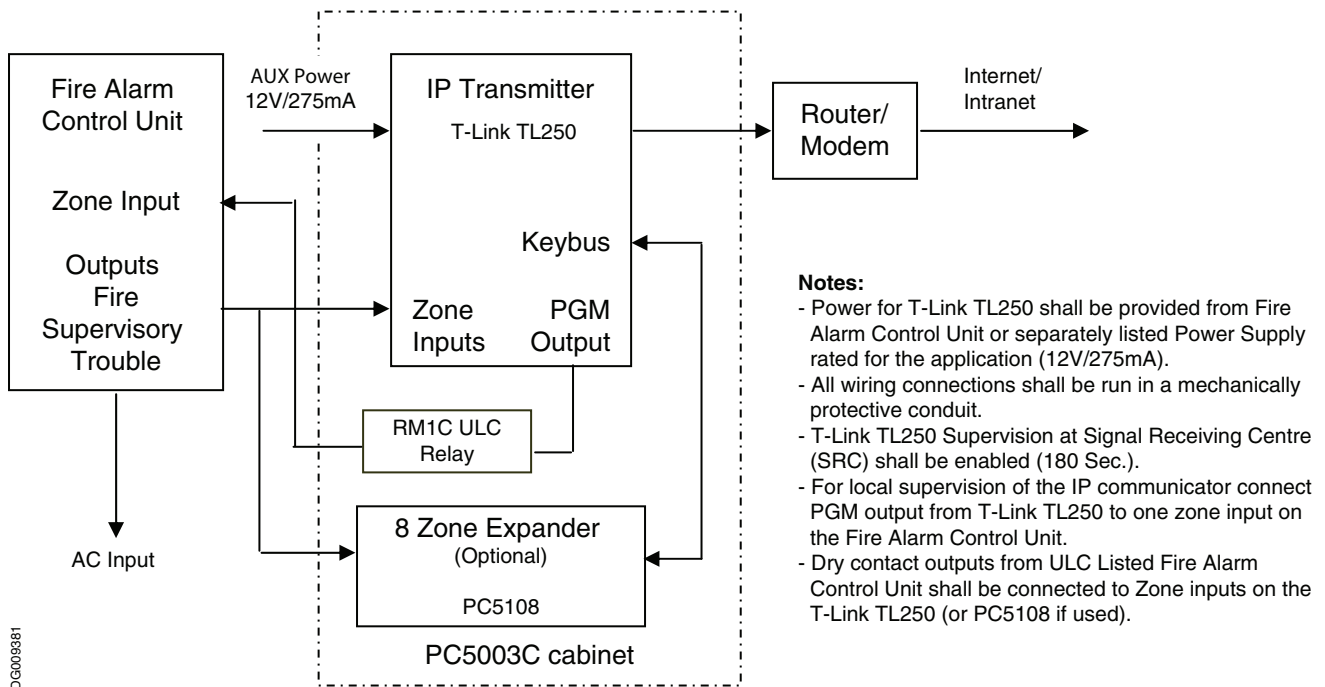 Fire Alarm
Control Unit
Zone Input
Outputs
Fire
Supervisory
Trouble
AC Input
AUX Power
12V/275mA
IP Transmitter
T-Link TL250
Keybus
Zone
Inputs
PGM
Output
RM1C ULC
Relay
8 Zone Expander
(Optional)
PC5108
PC5003C cabinet
Router/
Modem
Internet/
Intranet
Notes:
- Power for T-Link TL250 shall be provided from Fire
Alarm Control Unit or separately listed Power Supply
rated for the application (12V/275mA).
- All wiring connections shall be run in a mechanically
protective conduit.
- T-Link TL250 Supervision at Signal Receiving Centre
(SRC) shall be enabled (180 Sec.).
- For local supervision of the IP communicator connect
PGM output from T-Link TL250 to one zone input on
the Fire Alarm Control Unit.
- Dry contact outputs from ULC Listed Fire Alarm
Control Unit shall be connected to Zone inputs on the
T-Link TL250 (or PC5108 if used).
DG009381